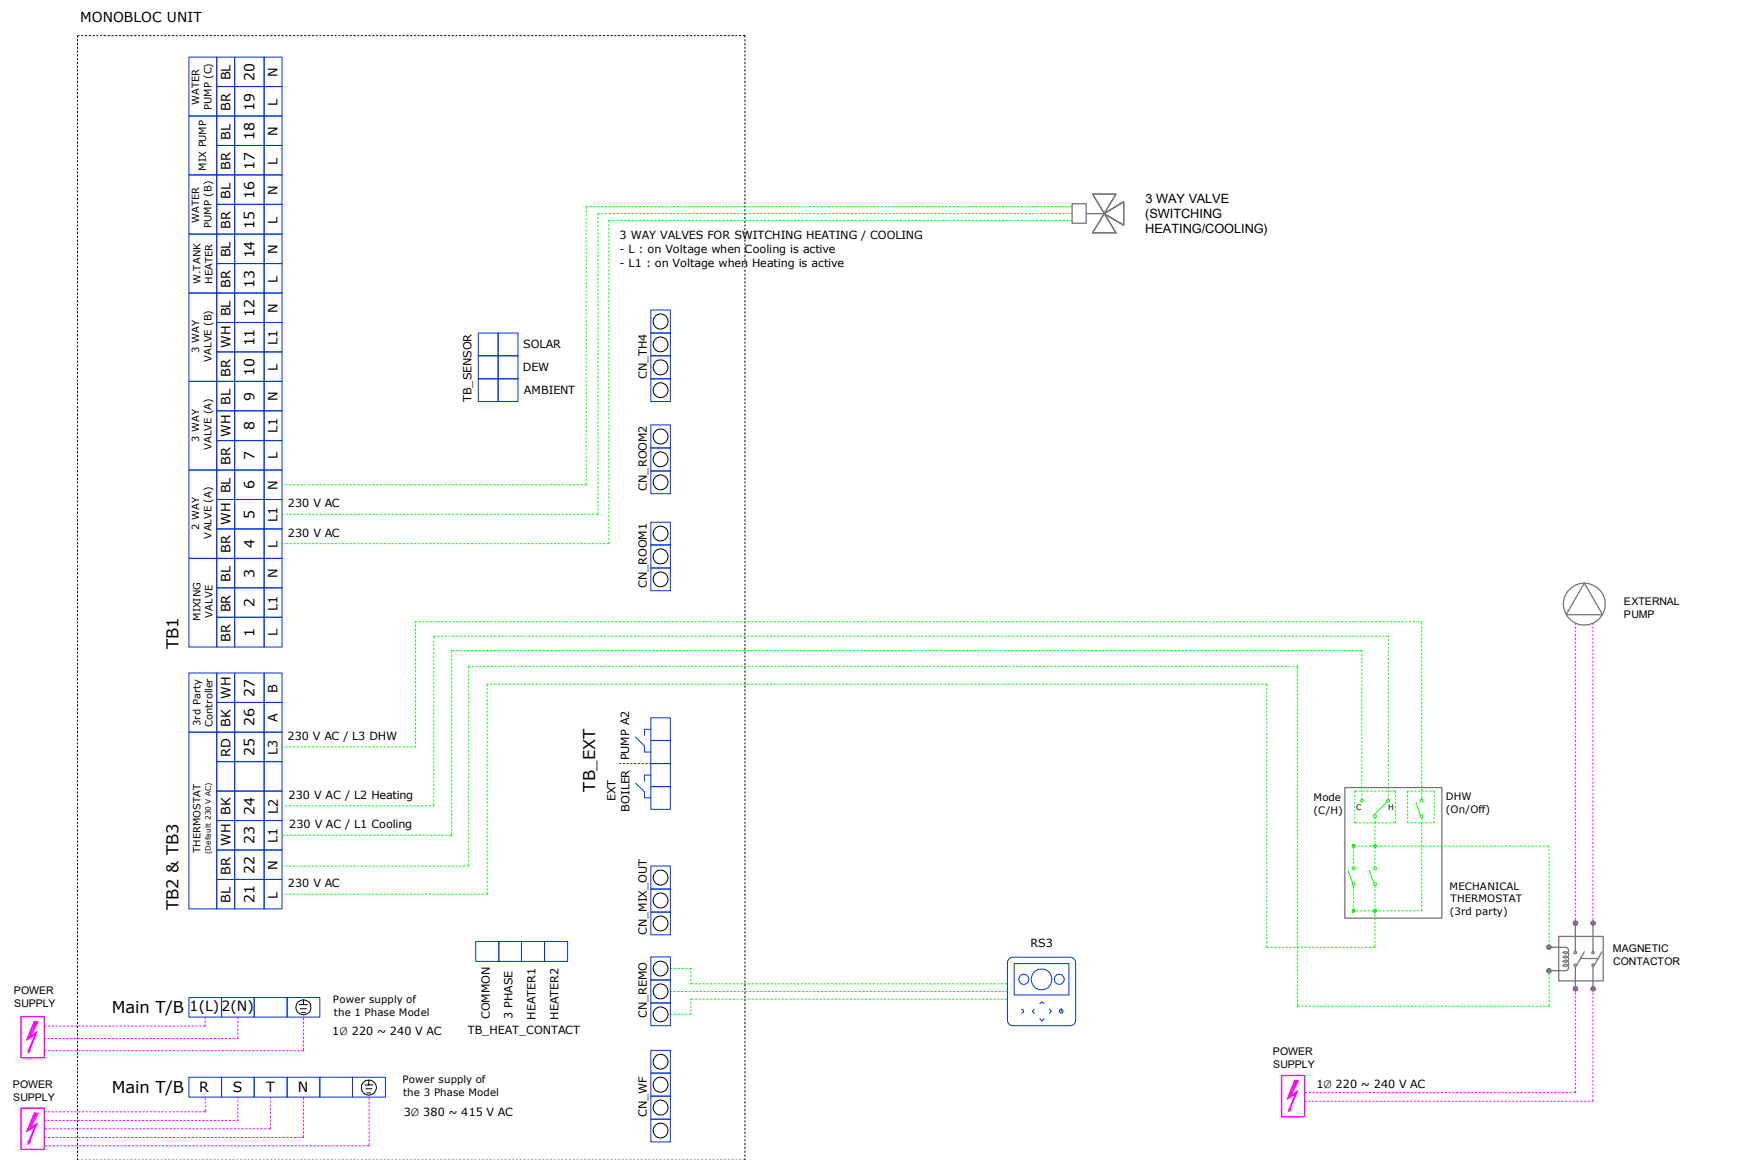 MONOBLOC UNIT
WATER
PUMP (C)
BL 20 N
BR 19 L
MIX PUMP
BL 18 N
BR 17 L
WATER
PUMP (B)
BL 16 N
BR 15 L
W.TANK
HEATER
BL 14 N
BR 13 L
3 WAY
VALVE (B)
BL 12 N
WH 11 L1
BR 10 L
3 WAY
VALVE (A)
BL 9 N
WH 8 L1
BR 7 L
2 WAY
VALVE (A)
BL 6 N
WH 5 L1
230 V AC
BR 4 L
230 V AC
MIXING
VALVE
BL 3 N
BR 2 L1
BR 1 L
TB1
3 WAY VALVE
(SWITCHING
HEATING/COOLING)
3 WAY VALVES FOR SWITCHING HEATING / COOLING
- L : on Voltage when Cooling is active
- L1 : on Voltage when Heating is active
TB_SENSOR
SOLAR
DEW
AMBIENT
CN_TH4
CN_ROOM2
CN_ROOM1
3rd Party
Controller
WH 27 B
BK 26 A
THERMOSTAT
(Default 230 V AC)
RD 25 L3
230 V AC / L3 DHW
BK 24 L2
230 V AC / L2 Heating
WH 23 L1
230 V AC / L1 Cooling
BR 22 N
BL 21 L
230 V AC
TB2 & TB3
TB_EXT
PUMP A2
EXT
BOILER
EXTERNAL
PUMP
Mode
(C/H)
C
H
DHW
(On/Off)
MECHANICAL
THERMOSTAT
(3rd party)
MAGNETIC
CONTACTOR
CN_MIX_OUT
CN_REMO
CN_WF
RS3
COMMON
3 PHASE
HEATER1
HEATER2
TB_HEAT_CONTACT
POWER
SUPPLY
Main T/B 1(L) 2(N)
Power supply of
the 1 Phase Model
1Ø 220 ~ 240 V AC
POWER
SUPPLY
Main T/B R S T N
Power supply of
the 3 Phase Model
3Ø 380 ~ 415 V AC
POWER
SUPPLY
1Ø 220 ~ 240 V AC